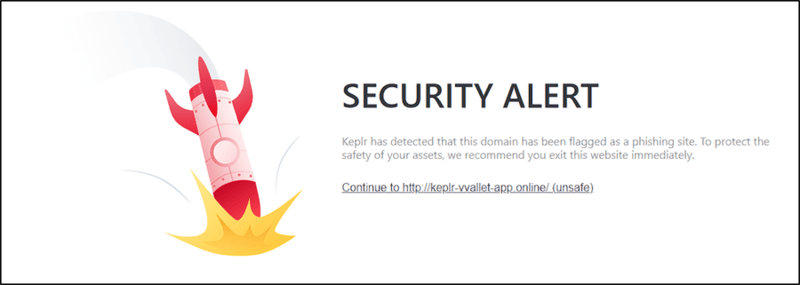 SECURITY ALERT
Keplr has detected that this domain has been flagged as a phishing site. To protect the
safety of your assets, we recommend you exit this website immediately.
Continue to http://keplr-vvallet-app.online/ (unsafe)